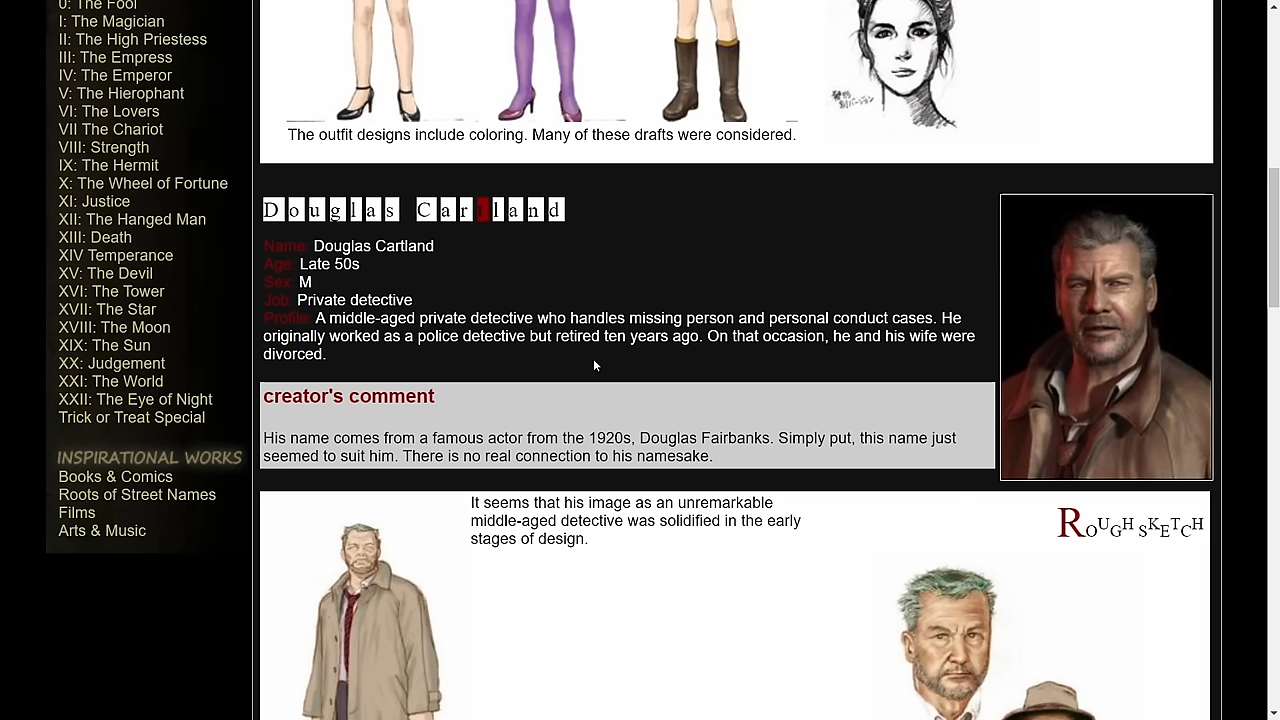 0: The Fool
I: The Magician
II: The High Priestess
III: The Empress
IV: The Emperor
V: The Hierophant
VI: The Lovers
VII The Chariot
VIII: Strength
IX: The Hermit
X: The Wheel of Fortune
XI: Justice
XII: The Hanged Man
XIII: Death
XIV Temperance
XV: The Devil
XVI: The Tower
XVII: The Star
XVIII: The Moon
XIX: The Sun
XX: Judgement
XXI: The World
XXII: The Eye of Night
Trick or Treat Special
INSPIRATIONAL WORKS
Books & Comics
Roots of Street Names
Films
Arts & Music
The outfit designs include coloring. Many of these drafts were considered.
Douglas Cartland
Name: Douglas Cartland
Age: Late 50s
Sex: M
Job: Private detective
Profile: A middle-aged private detective who handles missing person and personal conduct cases. He
originally worked as a police detective but retired ten years ago. On that occasion, he and his wife were
divorced.
creator's comment
His name comes from a famous actor from the 1920s, Douglas Fairbanks. Simply put, this name just
seemed to suit him. There is no real connection to his namesake.
It seems that his image as an unremarkable
middle-aged detective was solidified in the early
stages of design.
ROUGH SKETCH